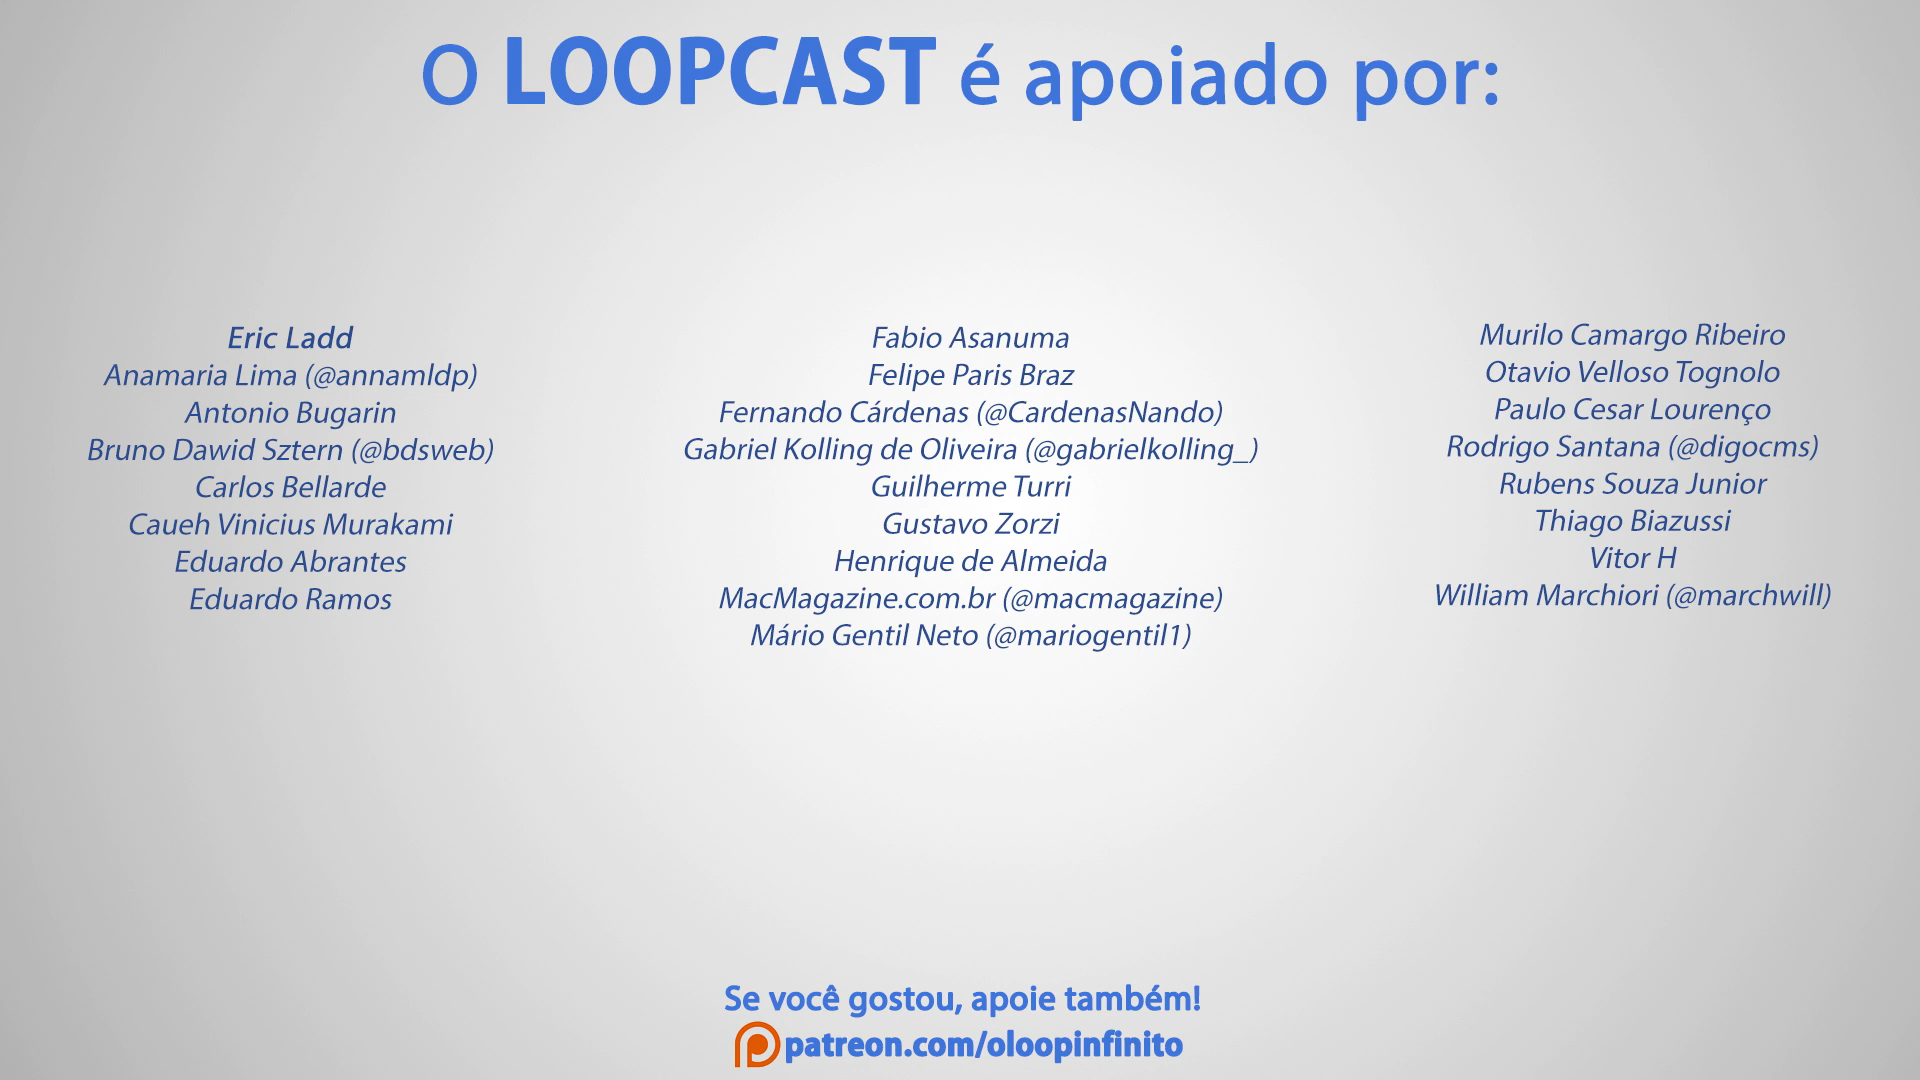 O LOOPCAST é apoiado por:
Eric Ladd
Anamaria Lima (@annamldp)
Antonio Bugarin
Bruno Dawid Sztern (@bdsweb)
Carlos Bellarde
Caueh Vinicius Murakami
Eduardo Abrantes
Eduardo Ramos
Fabio Asanuma
Felipe Paris Braz
Fernando Cárdenas (@CardenasNando)
Gabriel Kolling de Oliveira (@gabrielkolling_)
Guilherme Turri
Gustavo Zorzi
Henrique de Almeida
MacMagazine.com.br (@macmagazine)
Mário Gentil Neto (@mariogentil1)
Murilo Camargo Ribeiro
Otavio Velloso Tognolo
Paulo Cesar Lourenço
Rodrigo Santana (@digocms)
Rubens Souza Junior
Thiago Biazussi
Vitor H
William Marchiori (@marchwill)
Se você gostou, apoie também!
patreon.com/oloopinfinito